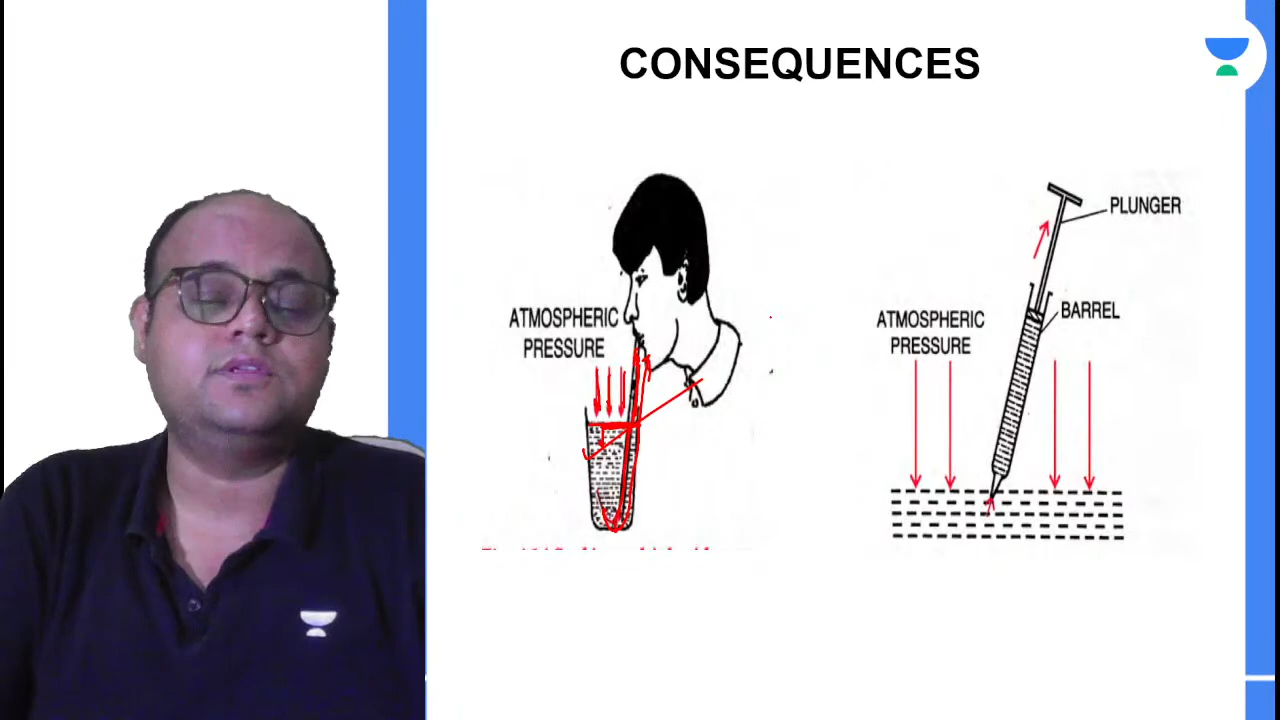 CONSEQUENCES
ATMOSPHERIC
PRESSURE
PLUNGER
BARREL
ATMOSPHERIC
PRESSURE